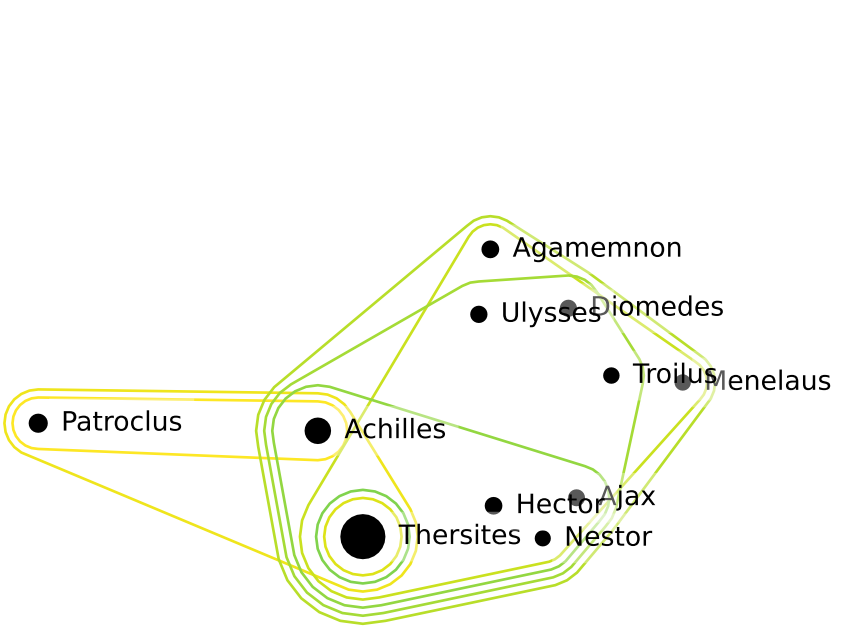 Agamemnon
Diomedes
Ulysses
Troilus
Menelaus
Patroclus
Achilles
Ajax
Hector
Thersites
Nestor